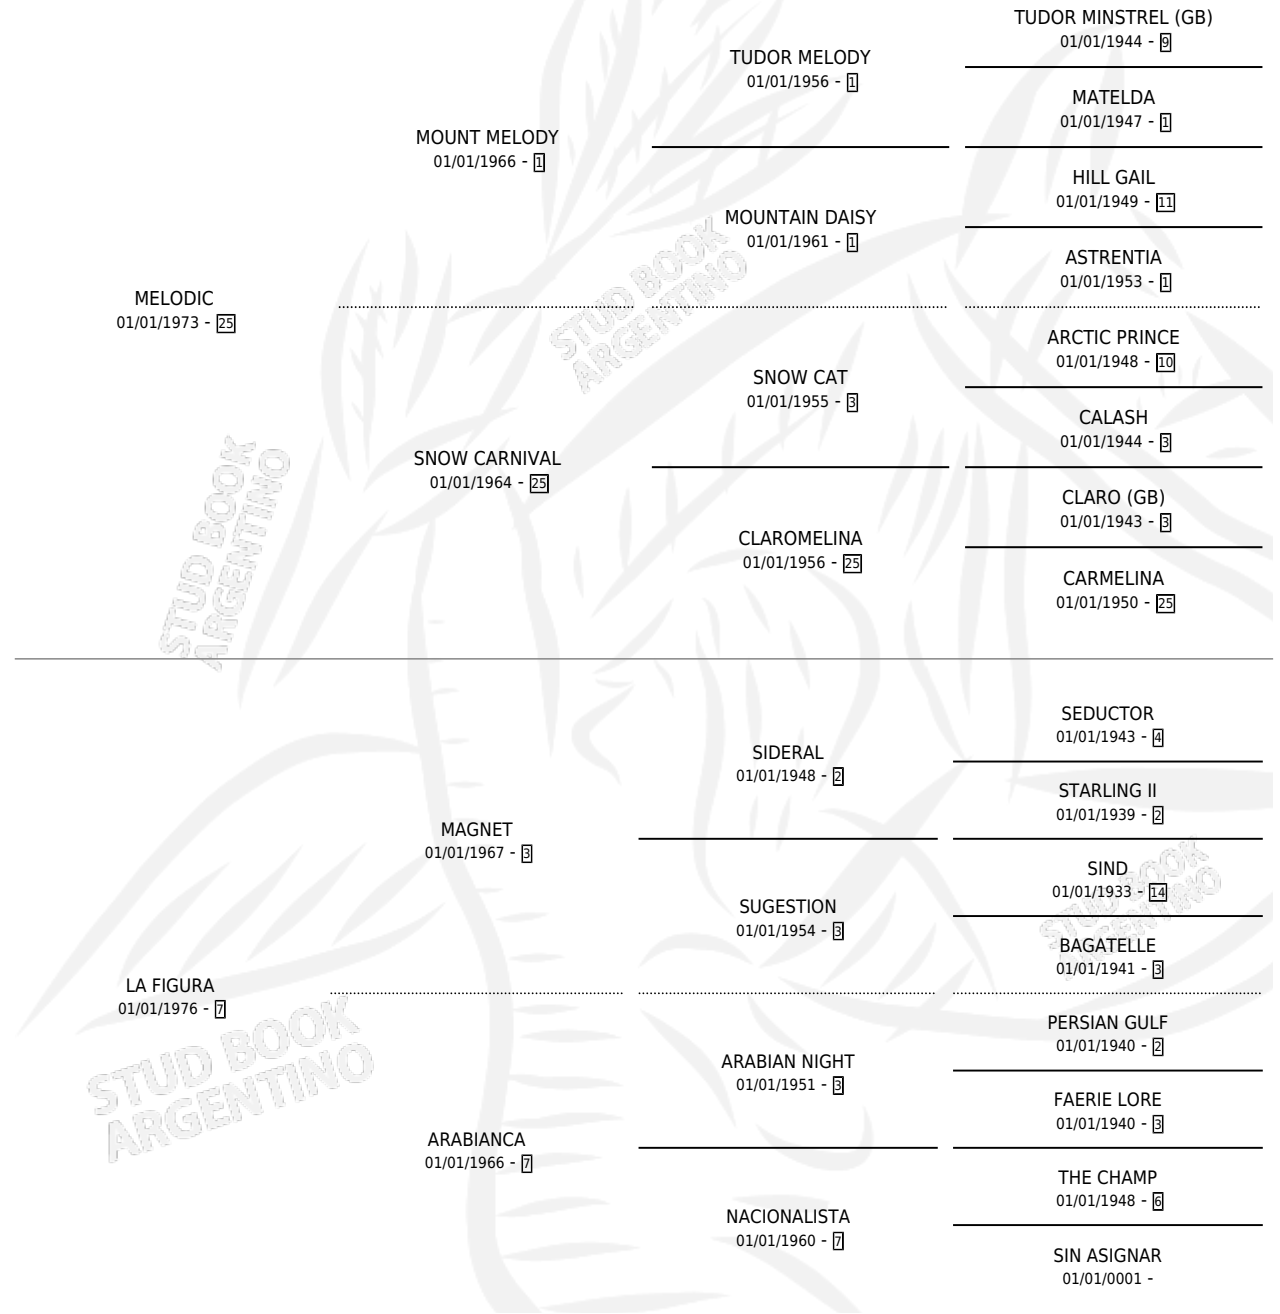 TUDOR MINSTREL (GB)
01/01/1944 - 9
TUDOR MELODY
01/01/1956 - 1
MATELDA
01/01/1947 - 1
MOUNT MELODY
01/01/1966 - 1
HILL GAIL
01/01/1949 - 11
MOUNTAIN DAISY
01/01/1961 - 1
ASTRENTIA
01/01/1953 - 1
MELODIC
01/01/1973 - 25
ARCTIC PRINCE
01/01/1948 - 10
SNOW CAT
01/01/1955 - 3
CALASH
01/01/1944 - 3
SNOW CARNIVAL
01/01/1964 - 25
CLARO (GB)
01/01/1943 - 3
CLAROMELINA
01/01/1956 - 25
CARMELINA
01/01/1950 - 25
SEDUCTOR
01/01/1943 - 4
SIDERAL
01/01/1948 - 2
STARLING II
01/01/1939 - 2
MAGNET
01/01/1967 - 3
SIND
01/01/1933 - 14
SUGESTION
01/01/1954 - 3
BAGATELLE
01/01/1941 - 3
LA FIGURA
01/01/1976 - 7
PERSIAN GULF
01/01/1940 - 2
ARABIAN NIGHT
01/01/1951 - 3
FAERIE LORE
01/01/1940 - 3
ARABIANCA
01/01/1966 - 7
THE CHAMP
01/01/1948 - 6
NACIONALISTA
01/01/1960 - 7
SIN ASIGNAR
01/01/0001 -
STUD BOOK
ARGENTINO
STUD BOOK
ARGENTINO
STUD BOOK
ARGENTINO
STUD BOOK
ARGENTINO